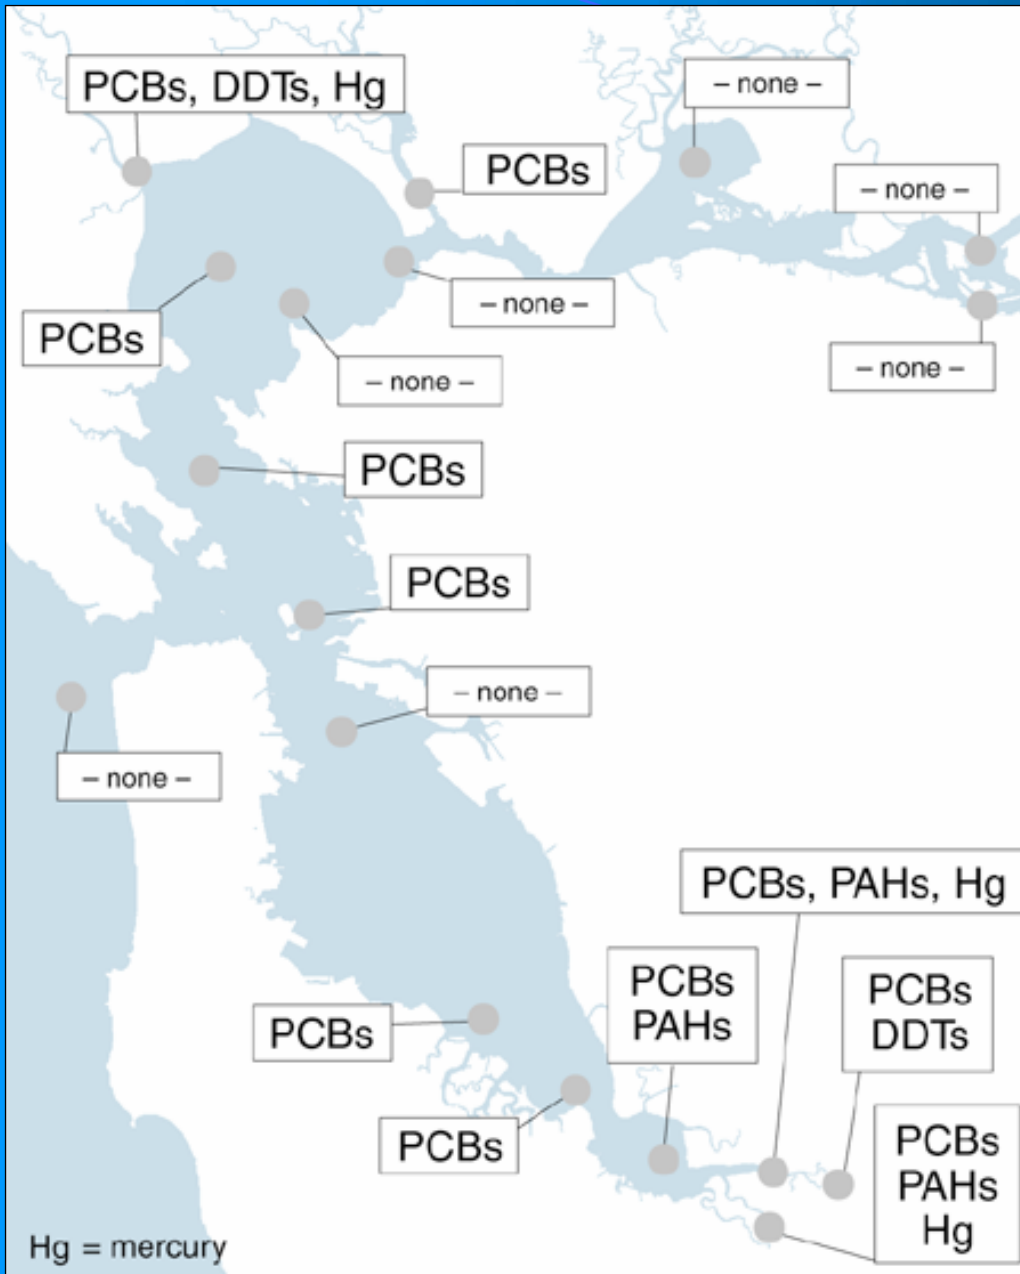 PCBs, DDTs, Hg
– none –
PCBs
– none –
– none –
PCBs
– none –
– none –
PCBs
PCBs
– none –
– none –
PCBs, PAHs, Hg
PCBs
PAHs
PCBs
DDTs
PCBs
PCBs
PCBs
PAHs
Hg
Hg = mercury